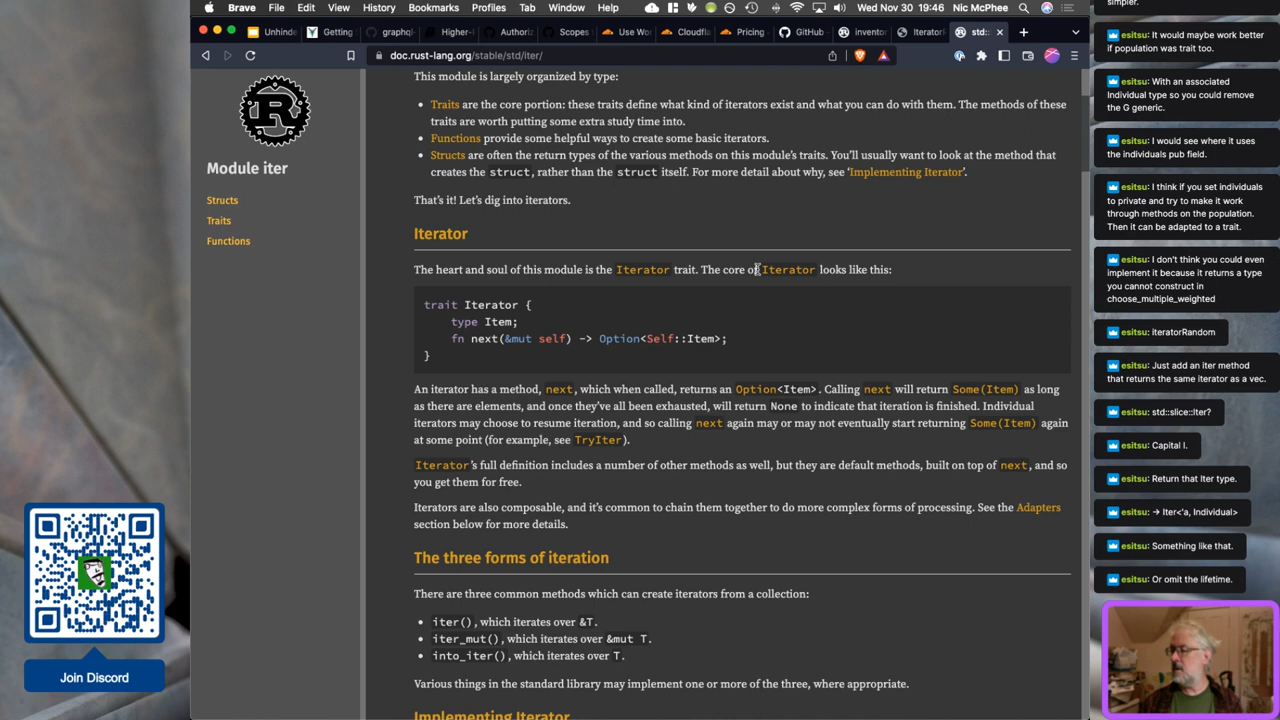 Brave File Edit View History Bookmarks Profiles Tab Window Help Wed Nov 30 19:46 Nic McPhee
Unhinde Getting graphql- Higher- Authoriz Scopes Use Wo Cloudfla Pricing GitHub inventor Iterator std::
doc.rust-lang.org/stable/std/iter/
Module iter
Structs
Traits
Functions
This module is largely organized by type:
• Traits are the core portion: these traits define what kind of iterators exist and what you can do with them. The methods of these
traits are worth putting some extra study time into.
• Functions provide some helpful ways to create some basic iterators.
• Structs are often the return types of the various methods on this module's traits. You'll usually want to look at the method that
creates the struct, rather than the struct itself. For more detail about why, see 'Implementing Iterator'.
That's it! Let's dig into iterators.
Iterator
The heart and soul of this module is the Iterator trait. The core of Iterator looks like this:
trait Iterator {
type Item;
fn next(&mut self) -> Option<Self::Item>;
}
An iterator has a method, next, which when called, returns an Option<Item>. Calling next will return Some(Item) as long
as there are elements, and once they've all been exhausted, will return None to indicate that iteration is finished. Individual
iterators may choose to resume iteration, and so calling next again may or may not eventually start returning Some(Item) again
at some point (for example, see TryIter).
Iterator's full definition includes a number of other methods as well, but they are default methods, built on top of next, and so
you get them for free.
Iterators are also composable, and it's common to chain them together to do more complex forms of processing. See the Adapters
section below for more details.
The three forms of iteration
There are three common methods which can create iterators from a collection:
• iter(), which iterates over &T.
• iter_mut(), which iterates over &mut T.
• into_iter(), which iterates over T.
Various things in the standard library may implement one or more of the three, where appropriate.
Implementing Iterator
simpler.
esitsu: It would maybe work better
if population was trait too.
esitsu: With an associated
Individual type so you could remove
the G generic.
esitsu: I would see where it uses
the individuals pub field.
esitsu: I think if you set individuals
to private and try to make it work
through methods on the population.
Then it can be adapted to a trait.
esitsu: I don't think you could even
implement it because it returns a type
you cannot construct in
choose_multiple_weighted
esitsu: iteratorRandom
esitsu: Just add an iter method
that returns the same iterator as a vec.
esitsu: std::slice::iter?
esitsu: Capital I.
esitsu: Return that Iter type.
esitsu: -> Iter<'a, Individual>
esitsu: Something like that.
esitsu: Or omit the lifetime.
Join Discord